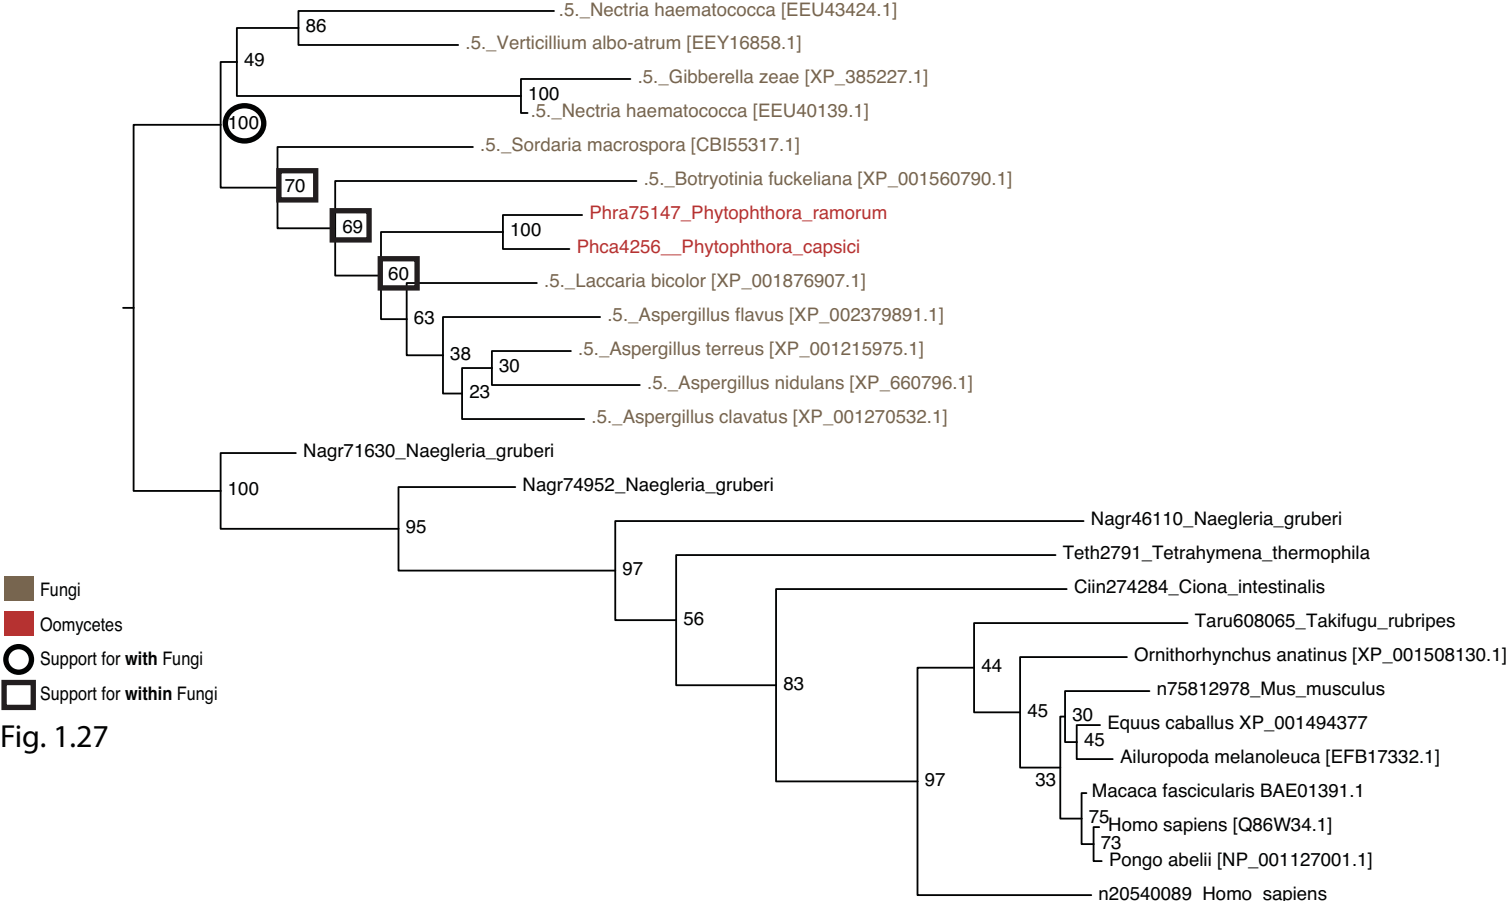 .5._Nectria haematococca [EEU43424.1]
86
.5._Verticillium albo-atrum [EEY16858.1]
49
.5._Gibberella zeae [XP_385227.1]
100
.5._Nectria haematococca [EEU40139.1]
100
.5._Sordaria macrospora [CBI55317.1]
70
.5._Botryotinia fuckeliana [XP_001560790.1]
Phra75147_Phytophthora_ramorum
69
100
Phca4256__Phytophthora_capsici
60
.5._Laccaria bicolor [XP_001876907.1]
63
.5._Aspergillus flavus [XP_002379891.1]
38
.5._Aspergillus terreus [XP_001215975.1]
30
.5._Aspergillus nidulans [XP_660796.1]
23
.5._Aspergillus clavatus [XP_001270532.1]
Nagr71630_Naegleria_gruberi
100
Nagr74952_Naegleria_gruberi
95
Nagr46110_Naegleria_gruberi
97
Teth2791_Tetrahymena_thermophila
56
Ciin274284_Ciona_intestinalis
83
Taru608065_Takifugu_rubripes
44
Ornithorhynchus anatinus [XP_001508130.1]
45
n75812978_Mus_musculus
30
Equus caballus XP_001494377
45
Ailuropoda melanoleuca [EFB17332.1]
33
97
Macaca fascicularis BAE01391.1
75
Homo sapiens [Q86W34.1]
73
Pongo abelii [NP_001127001.1]
n20540089_Homo_sapiens
Fungi
Oomycetes
Support for with Fungi
Support for within Fungi
Fig. 1.27